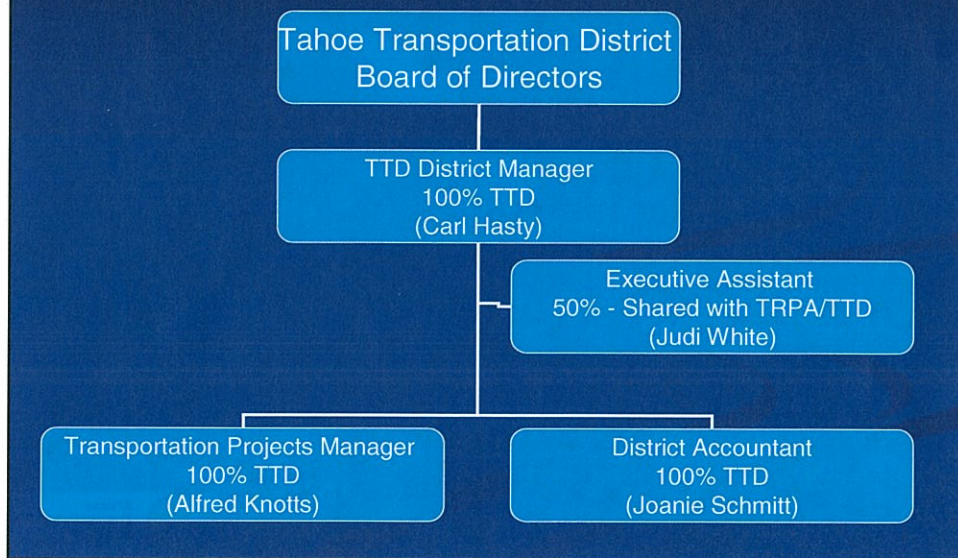 Tahoe Transportation District
Board of Directors
TTD District Manager
100% TTD
(Carl Hasty)
Executive Assistant
50% - Shared with TRPA/TTD
(Judi White)
Transportation Projects Manager
100% TTD
(Alfred Knotts)
District Accountant
100% TTD
(Joanie Schmitt)